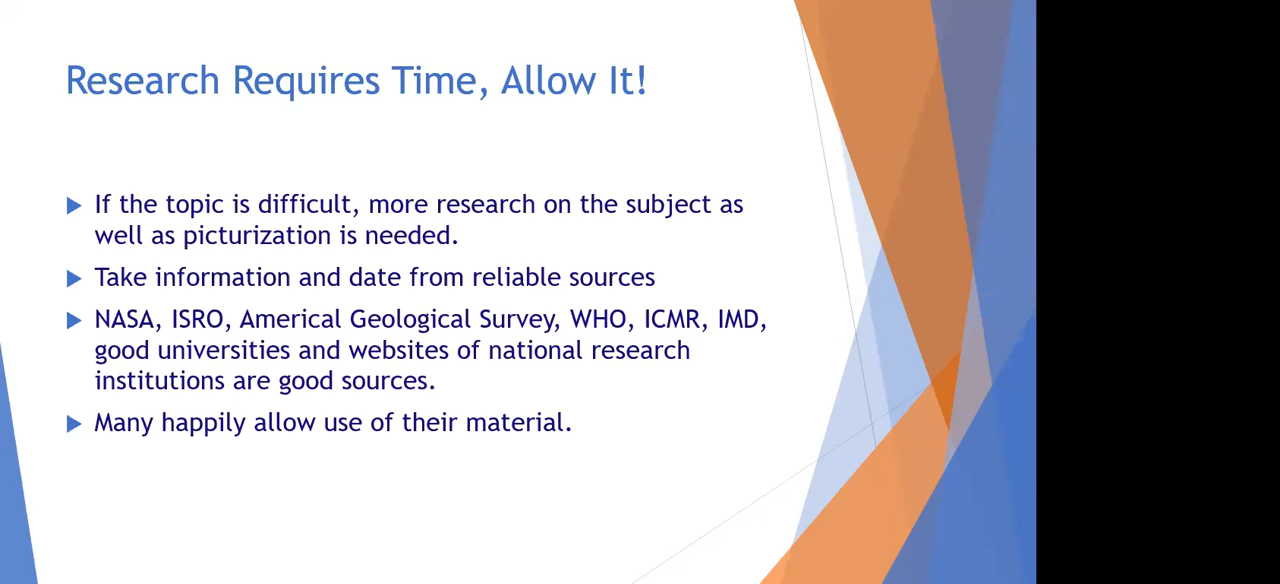 Research Requires Time, Allow It!
If the topic is difficult, more research on the subject as
well as picturization is needed.
Take information and date from reliable sources
NASA, ISRO, Americal Geological Survey, WHO, ICMR, IMD,
good universities and websites of national research
institutions are good sources.
Many happily allow use of their material.